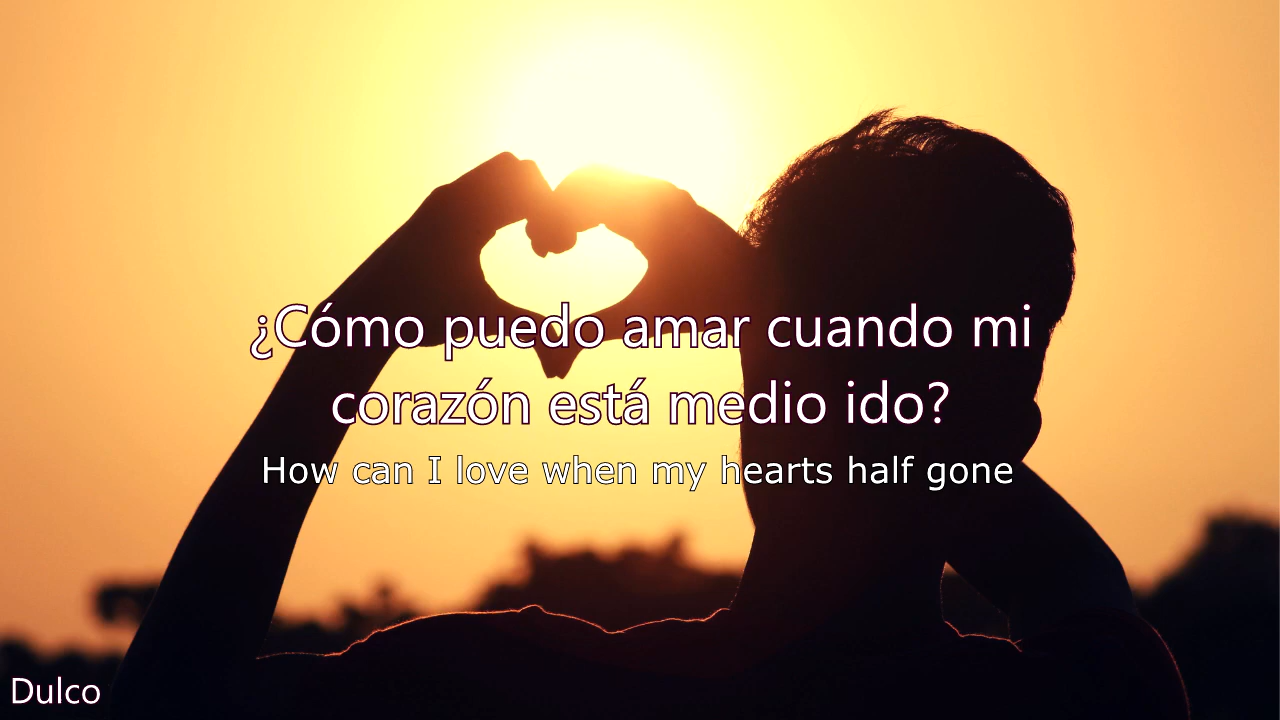 ¿Cómo puedo amar cuando mi
corazón está medio ido?
How can I love when my hearts half gone
Dulco